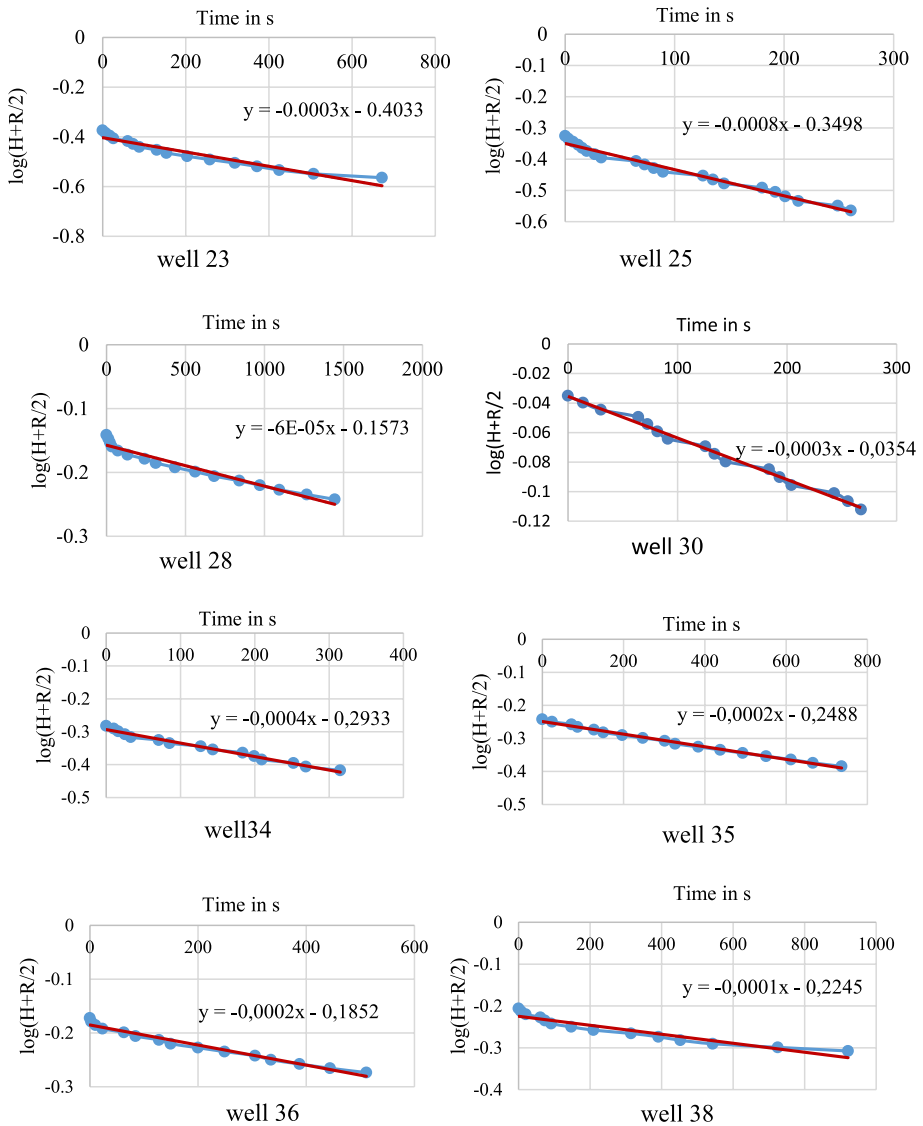 Time in s
0 200 400 600 800
0
-0.2
-0.4
-0.6
-0.8
log(H+R/2)
y = -0.0003x - 0.4033
well 23
Time in s
0 100 200 300
0
-0.1
-0.2
-0.3
-0.4
-0.5
-0.6
log(H+R/2)
y = -0.0008x - 0.3498
well 25
Time in s
0 500 1000 1500 2000
0
-0.1
-0.2
-0.3
log(H+R/2)
y = -6E-05x - 0.1573
well 28
Time in s
0 100 200 300
0
-0.02
-0.04
-0.06
-0.08
-0.1
-0.12
log(H+R/2
y = -0,0003x - 0,0354
well 30
Time in s
0 100 200 300 400
0
-0.1
-0.2
-0.3
-0.4
-0.5
log(H+R/2)
y = -0,0004x - 0,2933
well34
Time in s
0 200 400 600 800
0
-0.1
-0.2
-0.3
-0.4
-0.5
log(H+R/2)
y = -0,0002x - 0,2488
well 35
Time in s
0 200 400 600
0
-0.1
-0.2
-0.3
log(H+R/2)
y = -0,0002x - 0,1852
well 36
Time in s
0 200 400 600 800 1000
0
-0.1
-0.2
-0.3
-0.4
log(H+R/2)
y = -0,0001x - 0,2245
well 38